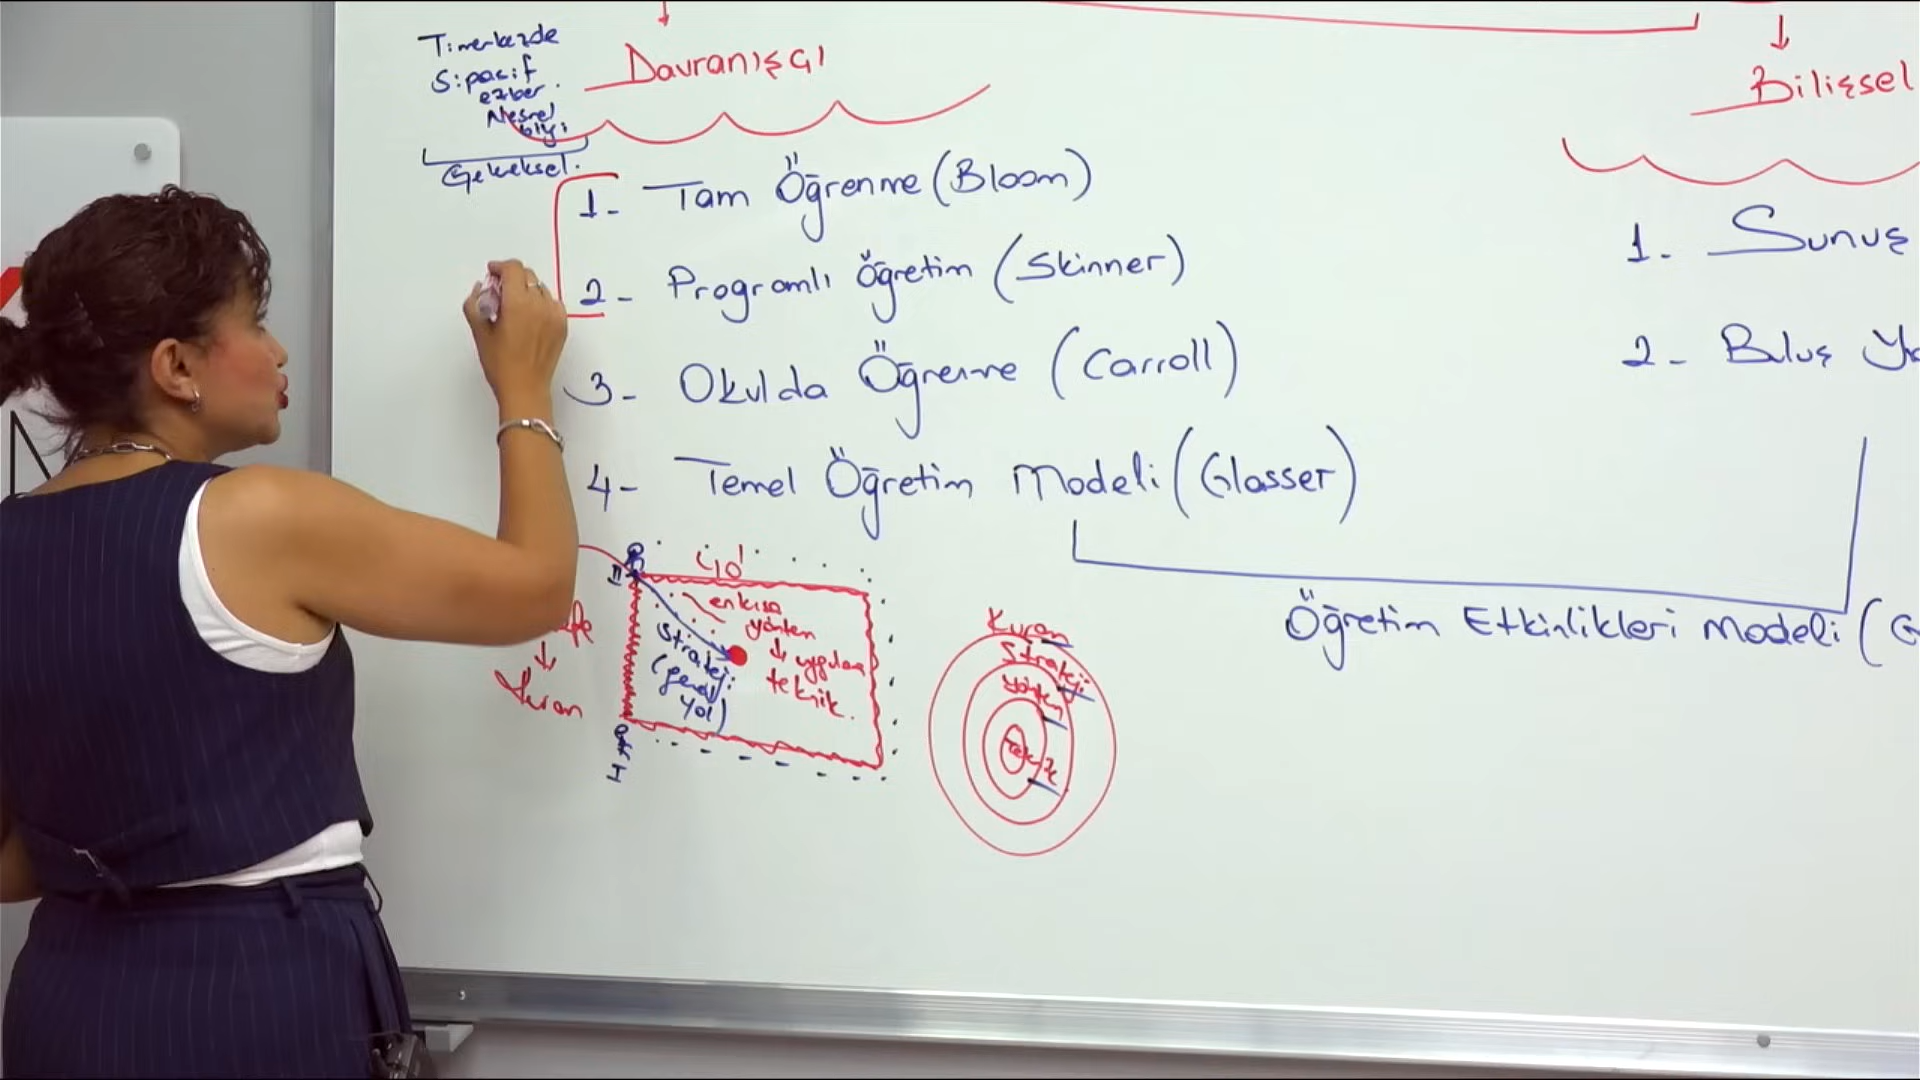 T: merkezde
S: pasif
ezber.
Nesnel
bilgi
Geleneksel.
Davranışçı
1- Tam Öğrenme (Bloom)
2- Programlı Öğretim (Skinner)
3- Okulda Öğrenme (Carroll)
4- Temel Öğretim Modeli (Glasser)
Bilişsel
1. Sunuş
2- Buluş Yo
Öğretim Etkinlikleri Modeli (G
II
en kısa
yöntem
uygulama
teknik.
Strateji
(genel
yol)
I
Kuram
Kuram
Strateji
Yöntem
Teknik